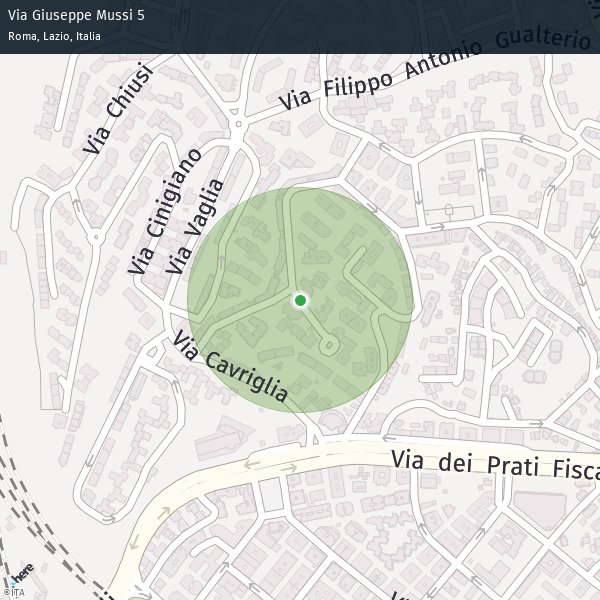 Via Giuseppe Mussi 5
Roma, Lazio, Italia
Via Filippo Antonio Gualterio
Via Chiusi
Via Cinigiano
Via Vaglia
Via Cavriglia
Via dei Prati Fisca
here
©ITA